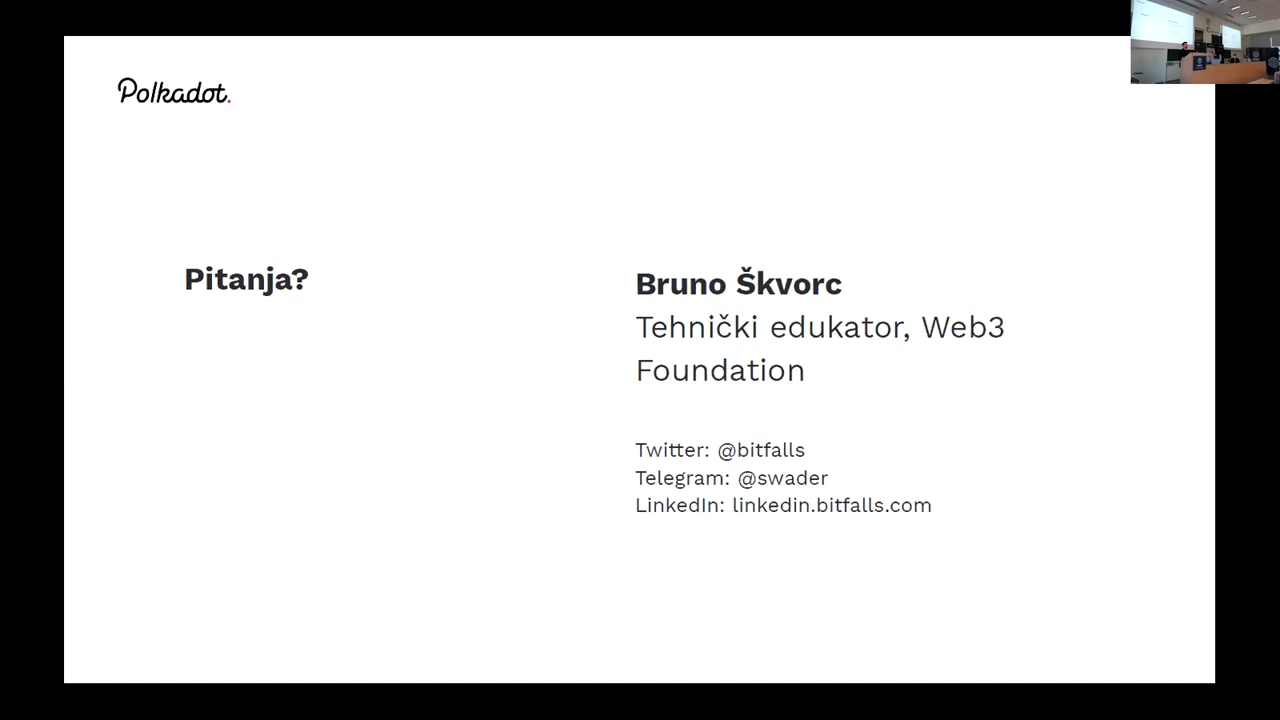 Polkadot.
Pitanja?
Bruno Škvorc
Tehnički edukator, Web3
Foundation
Twitter: @bitfalls
Telegram: @swader
LinkedIn: linkedin.bitfalls.com